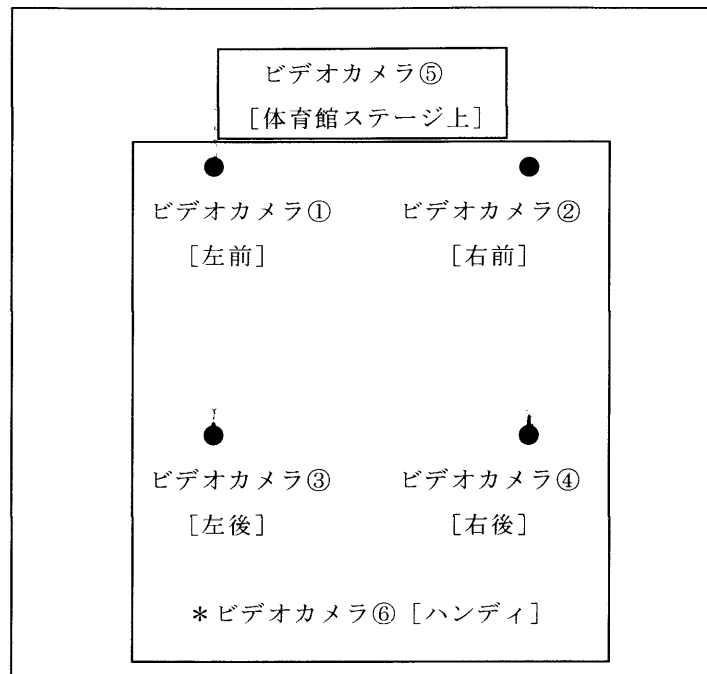 ビデオカメラ⑤
[体育館ステージ上]
ビデオカメラ① ビデオカメラ②
[左前] [右前]
ビデオカメラ③ ビデオカメラ④
[左後] [右後]
＊ビデオカメラ⑥[ハンディ]